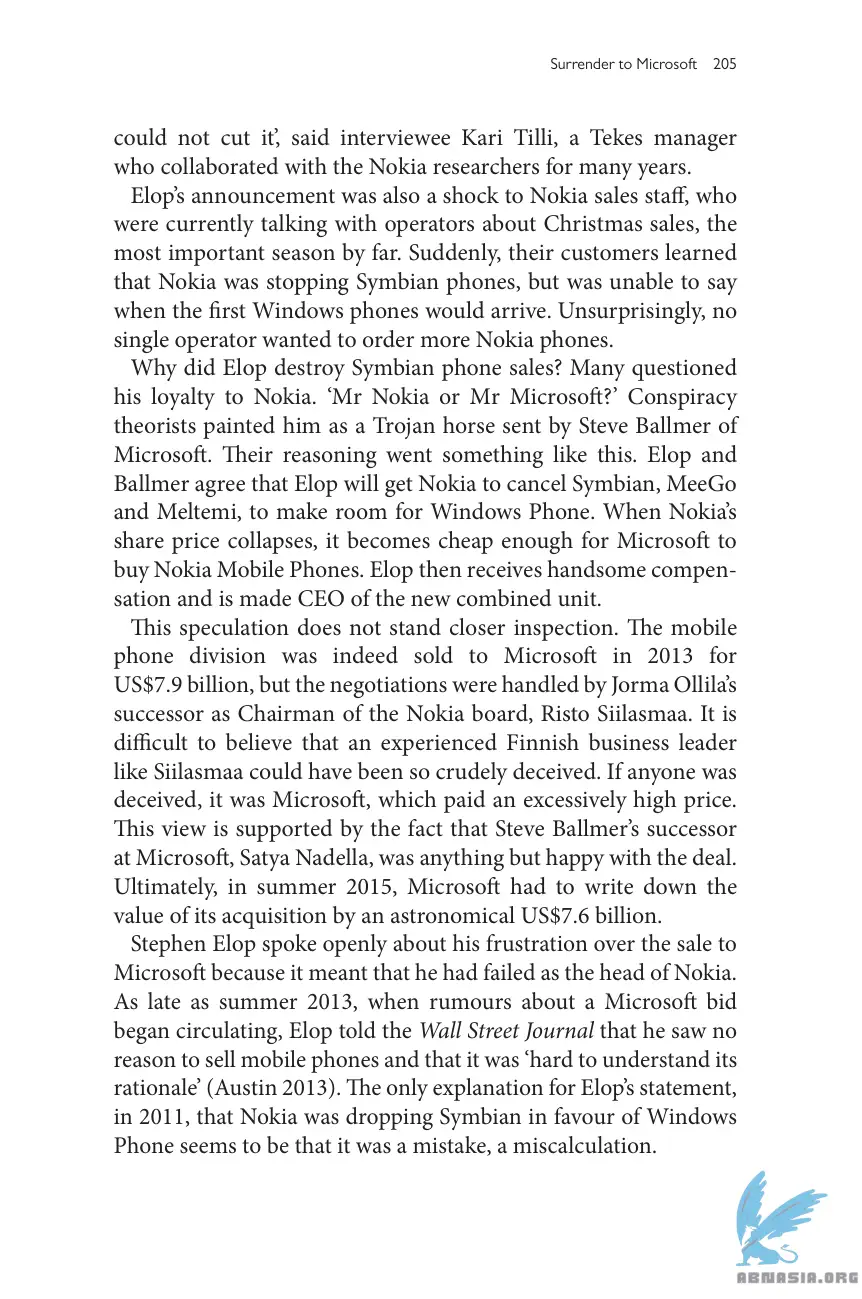 Surrender to Microsoft 205
could not cut it’, said interviewee Kari Tilli, a Tekes manager
who collaborated with the Nokia researchers for many years.
Elop’s announcement was also a shock to Nokia sales staff, who
were currently talking with operators about Christmas sales, the
most important season by far. Suddenly, their customers learned
that Nokia was stopping Symbian phones, but was unable to say
when the first Windows phones would arrive. Unsurprisingly, no
single operator wanted to order more Nokia phones.
Why did Elop destroy Symbian phone sales? Many questioned
his loyalty to Nokia. ‘Mr Nokia or Mr Microsoft?’ Conspiracy
theorists painted him as a Trojan horse sent by Steve Ballmer of
Microsoft. Their reasoning went something like this. Elop and
Ballmer agree that Elop will get Nokia to cancel Symbian, MeeGo
and Meltemi, to make room for Windows Phone. When Nokia’s
share price collapses, it becomes cheap enough for Microsoft to
buy Nokia Mobile Phones. Elop then receives handsome compen-
sation and is made CEO of the new combined unit.
This speculation does not stand closer inspection. The mobile
phone division was indeed sold to Microsoft in 2013 for
US$7.9 billion, but the negotiations were handled by Jorma Ollila’s
successor as Chairman of the Nokia board, Risto Siilasmaa. It is
difficult to believe that an experienced Finnish business leader
like Siilasmaa could have been so crudely deceived. If anyone was
deceived, it was Microsoft, which paid an excessively high price.
This view is supported by the fact that Steve Ballmer’s successor
at Microsoft, Satya Nadella, was anything but happy with the deal.
Ultimately, in summer 2015, Microsoft had to write down the
value of its acquisition by an astronomical US$7.6 billion.
Stephen Elop spoke openly about his frustration over the sale to
Microsoft because it meant that he had failed as the head of Nokia.
As late as summer 2013, when rumours about a Microsoft bid
began circulating, Elop told the Wall Street Journal that he saw no
reason to sell mobile phones and that it was ‘hard to understand its
rationale’ (Austin 2013). The only explanation for Elop’s statement,
in 2011, that Nokia was dropping Symbian in favour of Windows
Phone seems to be that it was a mistake, a miscalculation.
ABNASIA.ORG